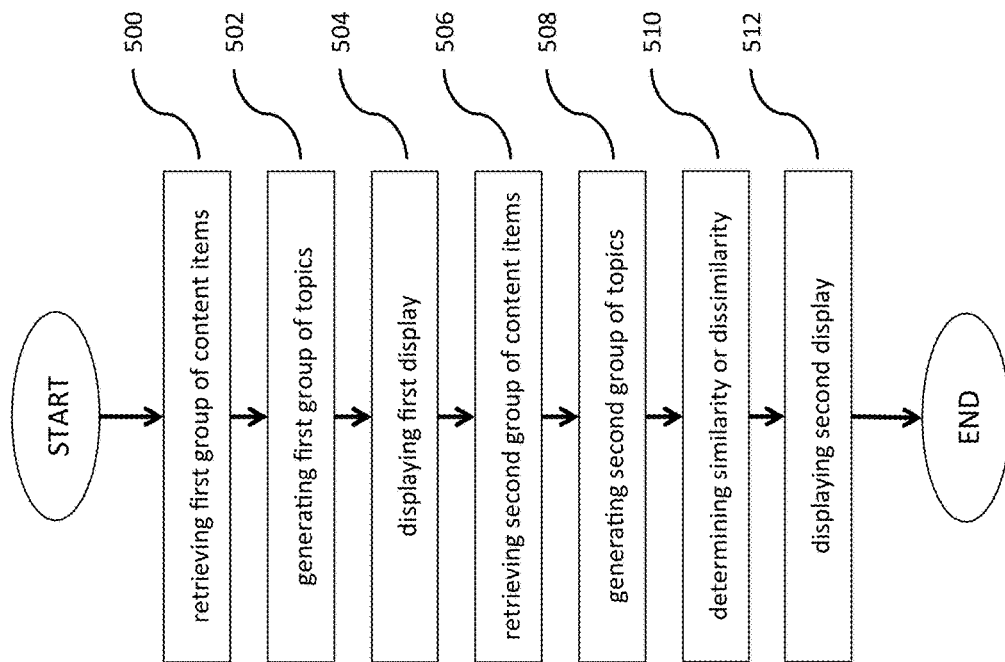 START
retrieving first group of content items
500
generating first group of topics
502
displaying first display
504
retrieving second group of content items
506
generating second group of topics
508
determining similarity or dissimilarity
510
displaying second display
512
END